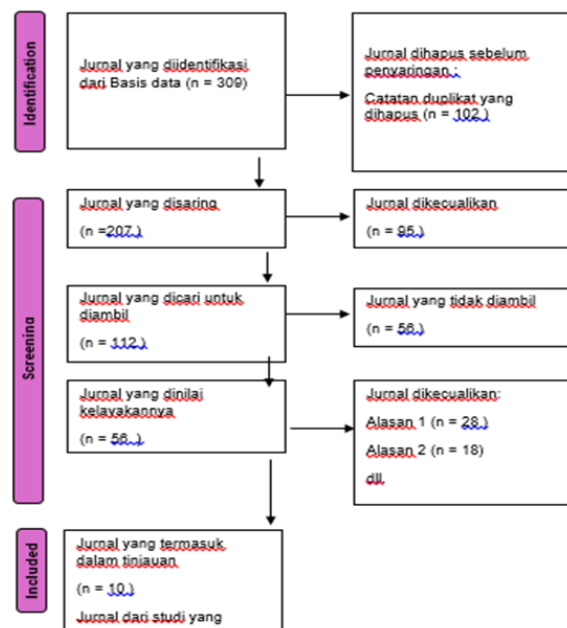 Identification
Jurnal yang diidentifikasi
dari Basis data (n = 309)
Jurnal dihapus sebelum
penyaringan :
Catatan duplikat yang
dihapus (n = 102 )
Screening
Jurnal yang disaring
(n =207 )
Jurnal dikecualikan
(n = 95 )
Jurnal yang dicari untuk
diambil
(n = 112 )
Jurnal yang tidak diambil
(n = 56 )
Jurnal yang dinilai
kelayakannya
(n = 56 )
Jurnal dikecualikan:
Alasan 1 (n = 28 )
Alasan 2 (n = 18)
dll.
Included
Jurnal yang termasuk
dalam tinjauan
(n = 10 )
Jurnal dari studi yang